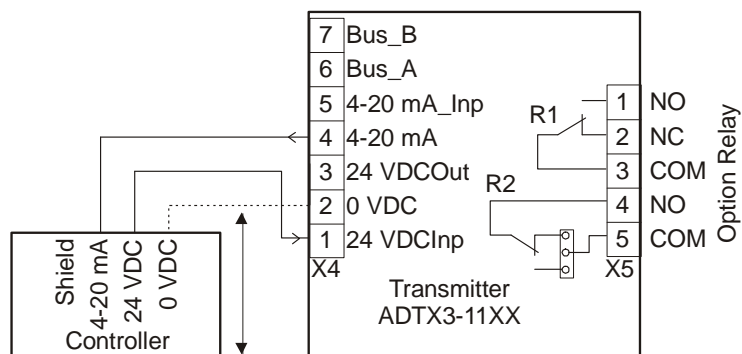 7 Bus_B
6 Bus_A
5 4-20 mA_Inp
4 4-20 mA
3 24 VDCOut
2 0 VDC
1 24 VDCInp
X4
R1
R2
1 NO
2 NC
3 COM
4 NO
5 COM
X5
Option Relay
Transmitter
ADTX3-11XX
Shield
4-20 mA
24 VDC
0 VDC
Controller